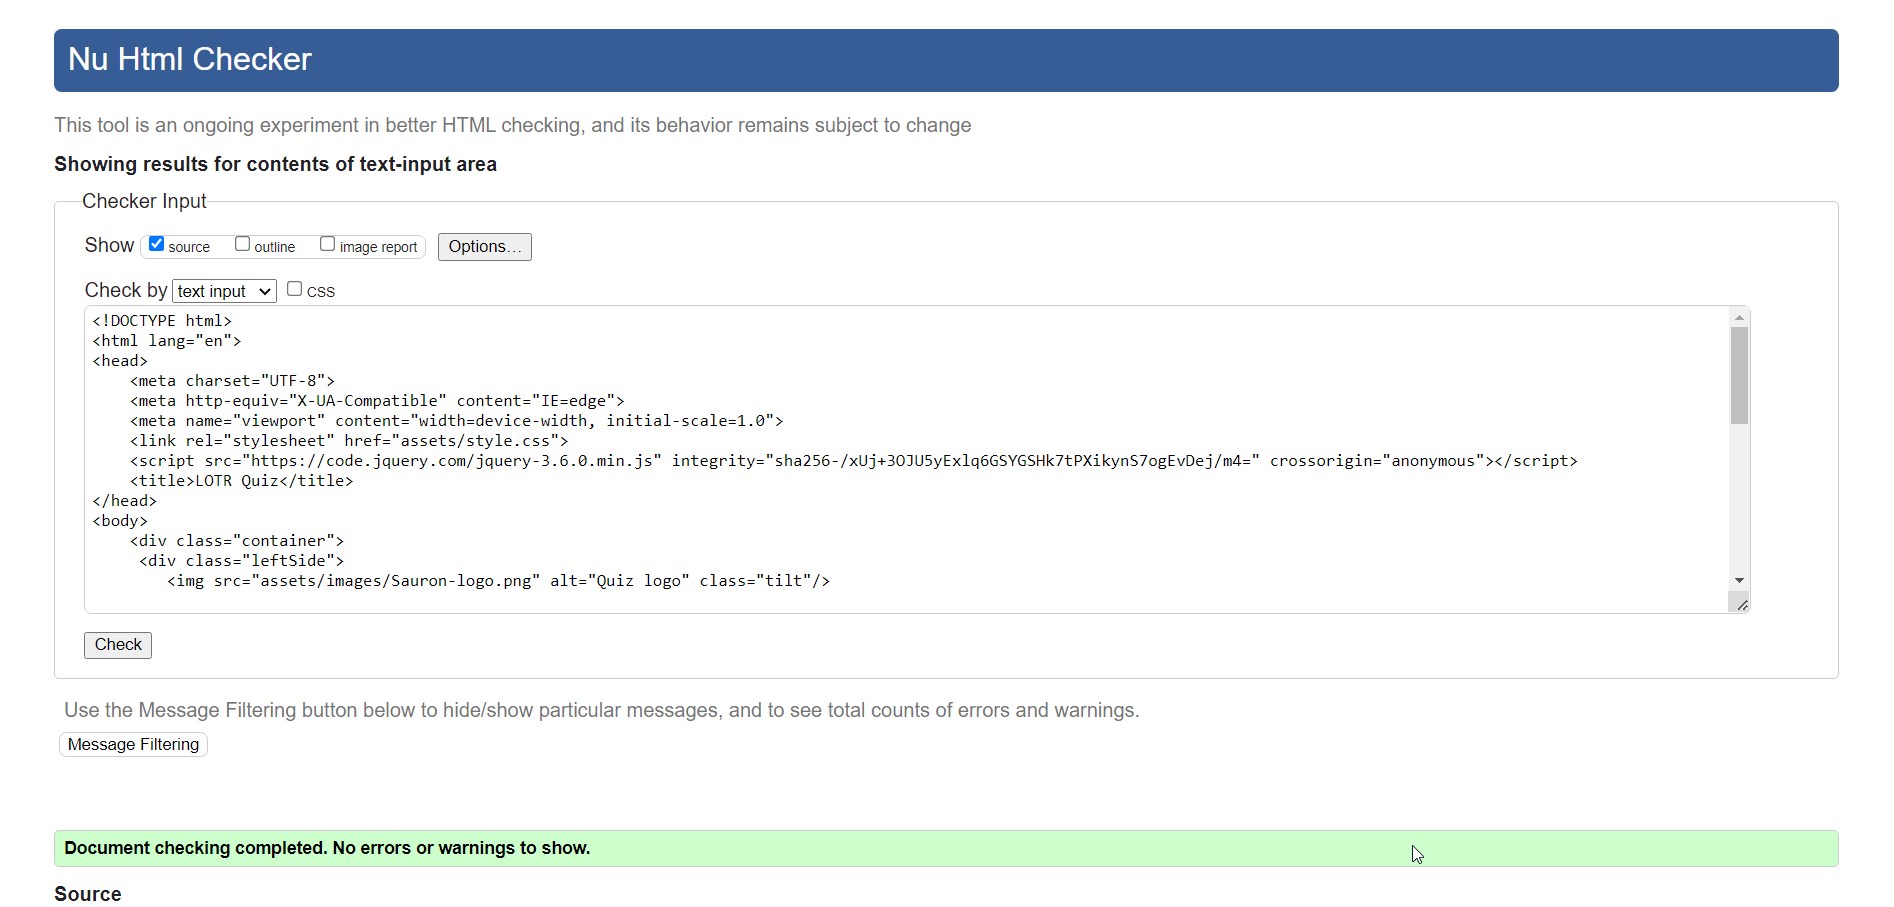 Nu Html Checker
This tool is an ongoing experiment in better HTML checking, and its behavior remains subject to change
Showing results for contents of text-input area
Checker Input
Show source outline image report Options...
Check by text input CSS
<!DOCTYPE html>
<html lang="en">
<head>
    <meta charset="UTF-8">
    <meta http-equiv="X-UA-Compatible" content="IE=edge">
    <meta name="viewport" content="width=device-width, initial-scale=1.0">
    <link rel="stylesheet" href="assets/style.css">
    <script src="https://code.jquery.com/jquery-3.6.0.min.js" integrity="sha256-/xUj+3OJU5yExlq6GSYGSHk7tPXikynS7ogEvDej/m4=" crossorigin="anonymous"></script>
    <title>LOTR Quiz</title>
</head>
<body>
    <div class="container">
     <div class="leftSide">
        <img src="assets/images/Sauron-logo.png" alt="Quiz logo" class="tilt"/>
Check
Use the Message Filtering button below to hide/show particular messages, and to see total counts of errors and warnings.
Message Filtering
Document checking completed. No errors or warnings to show.
Source